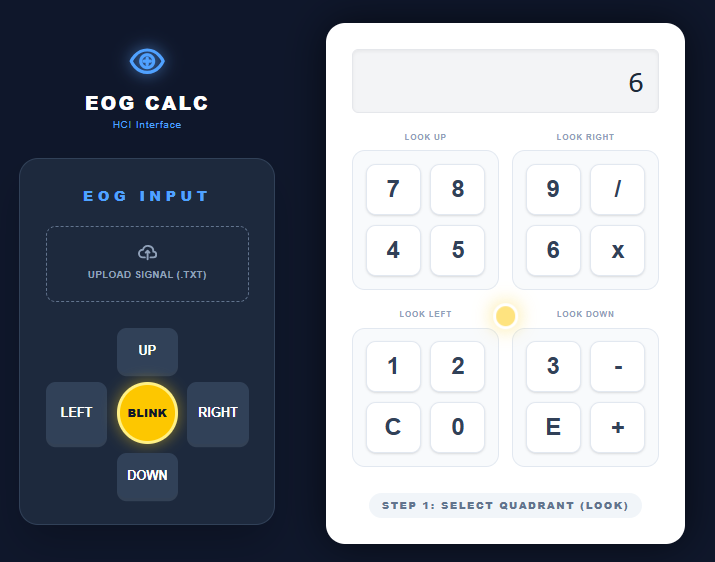 EOG CALC
HCI Interface
EOG INPUT
UPLOAD SIGNAL (.TXT)
UP
LEFT BLINK RIGHT
DOWN
6
LOOK UP LOOK RIGHT
7 8 9 /
4 5 6 x
LOOK LEFT LOOK DOWN
1 2 3 -
C 0 E +
STEP 1: SELECT QUADRANT (LOOK)